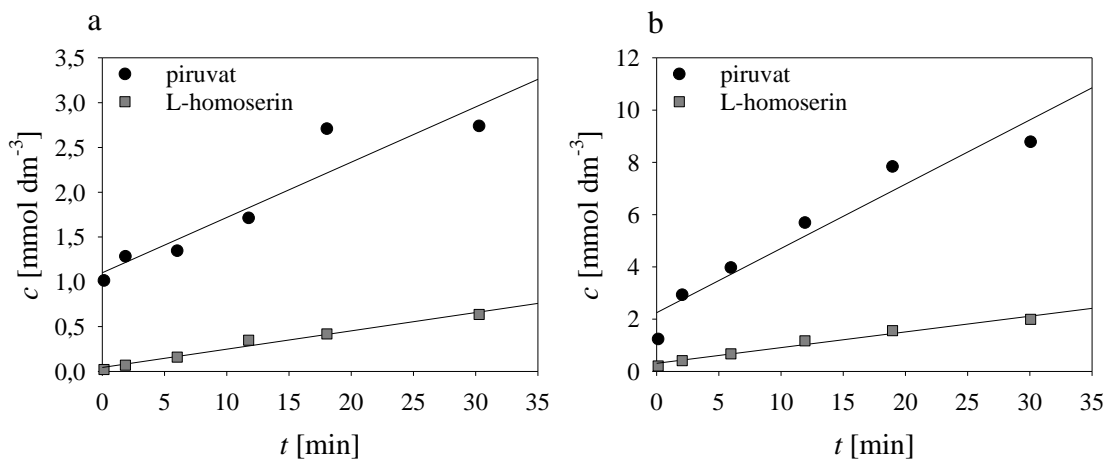 a
3,5
3,0
2,5
2,0
1,5
1,0
0,5
0,0
c [mmol dm-3]
piruvat
L-homoserin
0 5 10 15 20 25 30 35
t [min]
b
12
10
8
6
4
2
0
c [mmol dm-3]
piruvat
L-homoserin
0 5 10 15 20 25 30 35
t [min]